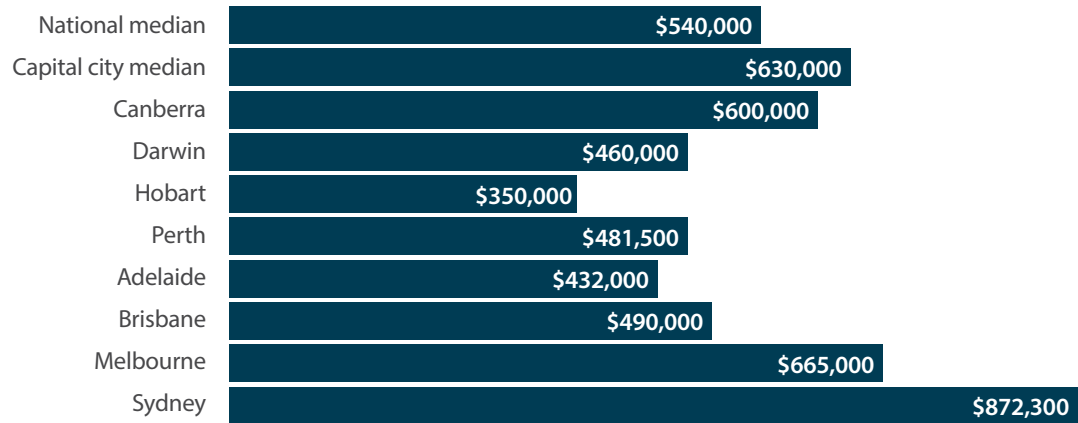 National median $540,000
Capital city median $630,000
Canberra $600,000
Darwin $460,000
Hobart $350,000
Perth $481,500
Adelaide $432,000
Brisbane $490,000
Melbourne $665,000
Sydney $872,300